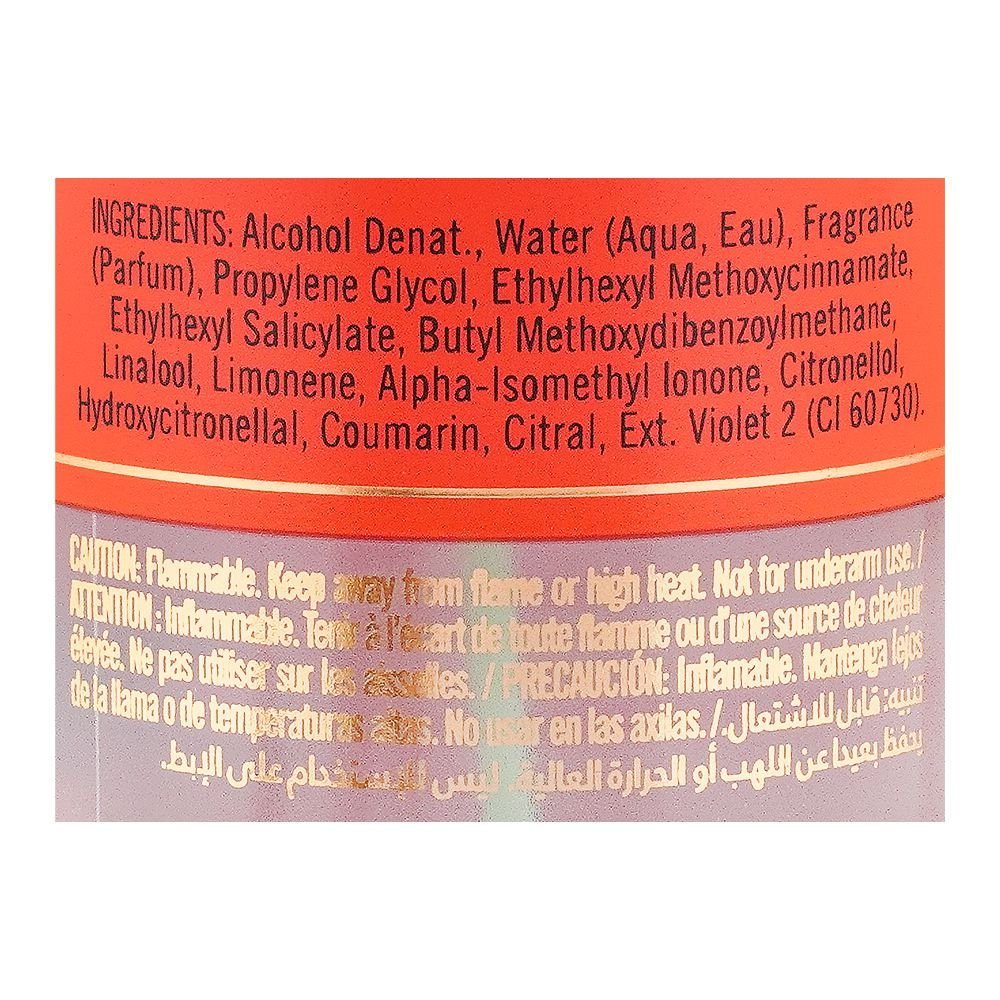 INGREDIENTS: Alcohol Denat., Water (Aqua, Eau), Fragrance
(Parfum), Propylene Glycol, Ethylhexyl Methoxycinnamate,
Ethylhexyl Salicylate, Butyl Methoxydibenzoylmethane,
Linalool, Limonene, Alpha-Isomethyl Ionone, Citronellol,
Hydroxycitronellal, Coumarin, Citral, Ext. Violet 2 (CI 60730).
CAUTION: Flammable. Keep away from flame or high heat. Not for underarm use. /
ATTENTION : Inflammable. Tenir à l'écart de toute flamme ou d'une source de chaleur
élevée. Ne pas utiliser sur les aisselles. / PRECAUCIÓN: Inflamable. Mantenga lejos
de la llama o de temperaturas altas. No usar en las axilas. / تنبيه: قابل للاشتعال.
يحفظ بعيدا عن اللهب أو الحرارة العالية. ليس للإستخدام على الإبط.